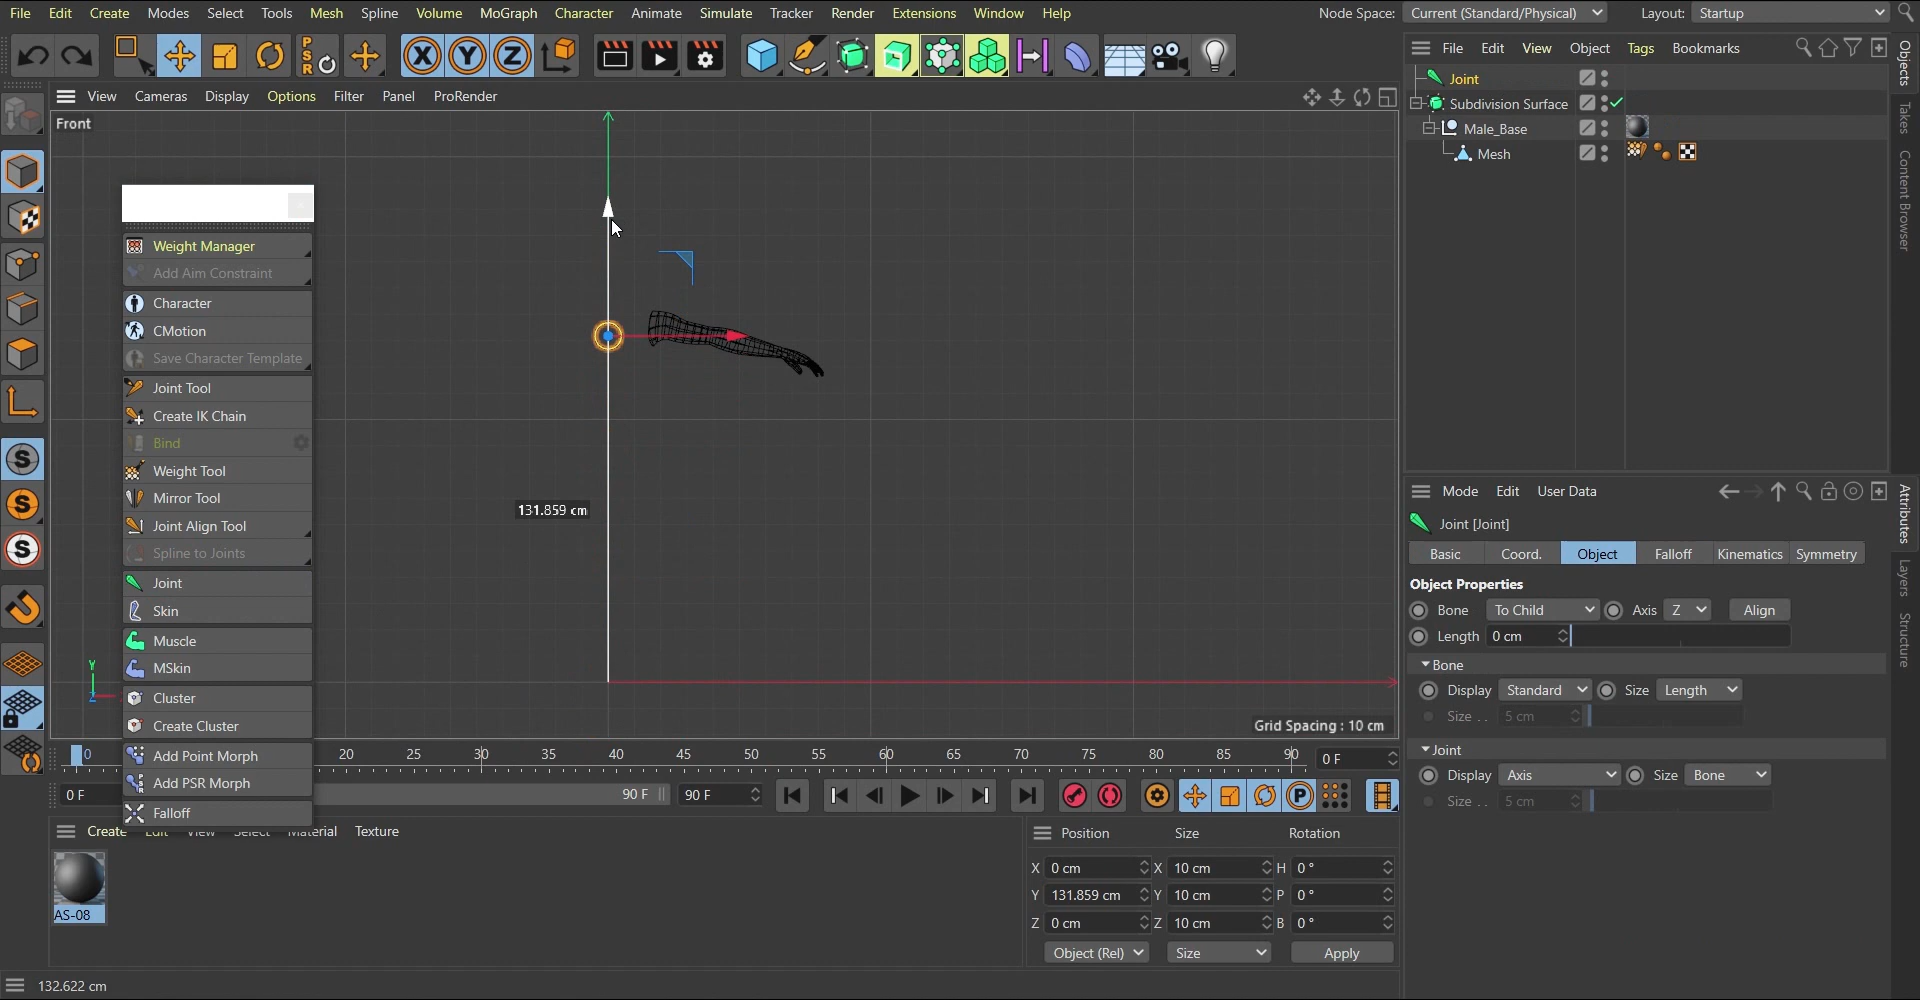 File Edit Create Modes Select Tools Mesh Spline Volume MoGraph Character Animate Simulate Tracker Render Extensions Window Help Node Space: Current (Standard/Physical) Layout: Startup
PSR X Y Z
File Edit View Object Tags Bookmarks
View Cameras Display Options Filter Panel ProRender
Front
Joint
Subdivision Surface
Male_Base
Mesh
Objects
Takes
Content Browser
Weight Manager
Add Aim Constraint
Character
CMotion
Save Character Template
Joint Tool
Create IK Chain
Bind
Weight Tool
Mirror Tool
Joint Align Tool
Spline to Joints
Joint
Skin
Muscle
MSkin
Cluster
Create Cluster
Add Point Morph
Add PSR Morph
Falloff
S
S
S
131.859 cm
Y
Z
Grid Spacing : 10 cm
Mode Edit User Data
Joint [Joint]
Basic Coord. Object Falloff Kinematics Symmetry
Object Properties
Bone To Child Axis Z Align
Length 0 cm
Bone
Display Standard Size Length
Size . . 5 cm
Joint
Display Axis Size Bone
Size . . 5 cm
Attributes
Layers
Structure
0 20 25 30 35 40 45 50 55 60 65 70 75 80 85 90 0 F
0 F 90 F 90 F P
Create Edit View Select Material Texture
AS-08
Position Size Rotation
X 0 cm X 10 cm H 0 °
Y 131.859 cm Y 10 cm P 0 °
Z 0 cm Z 10 cm B 0 °
Object (Rel) Size Apply
132.622 cm